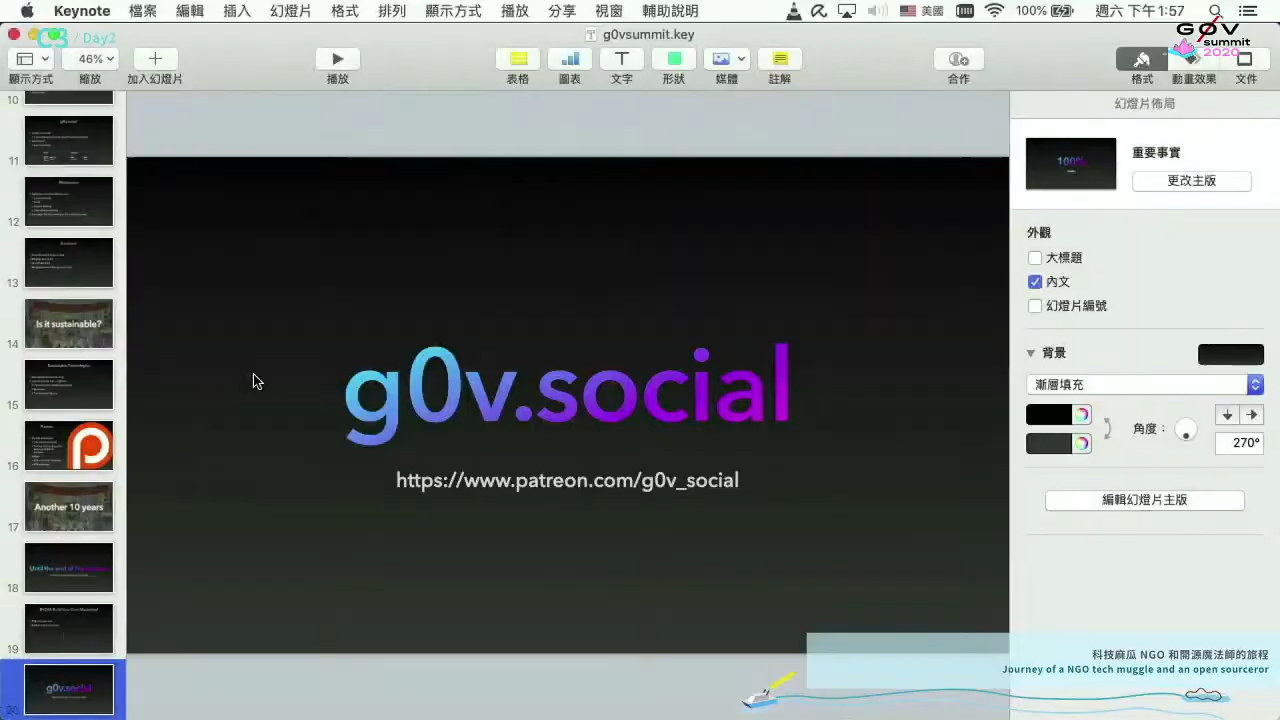 Keynote 檔案 編輯 插入 幻燈片 格式 排列 顯示方式 播放 分享 視窗 輔助說明 美國 100% 週六 下午1:57
C3 / Day2
g0vsummit.key
g0v summit 2020
46%
顯示方式 縮放 加入幻燈片 播放 表格 圖表 文字 形狀 媒體 註解 合作 格式 動畫效果 文件
幻燈片佈局
100%
重要事實
更改主版
外觀
大標題
內文
幻燈片編號
背景
漸層填充
角度：
270°
編輯幻燈片主版
10
11
12
13
Is it sustainable?
14
15
16
Another 10 years
17
18
19
g0v.social
20
g0v.social
https://www.patreon.com/g0v_social
科技麻瓜 NGO 和開源魔法師的旅程
Journey of a NGO tech muggle and an open sourceror